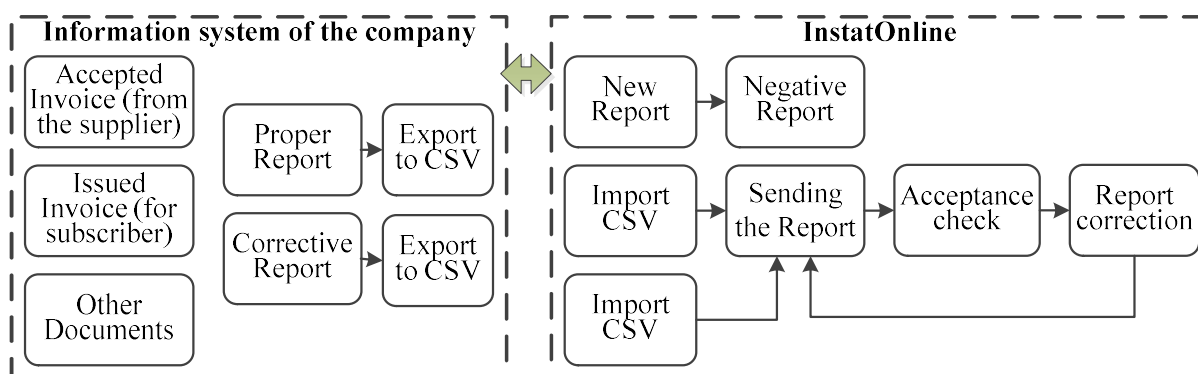 Information system of the company
Accepted
Invoice (from
the supplier)
Issued
Invoice (for
subscriber)
Other
Documents
Proper
Report
Export
to CSV
Corrective
Report
Export
to CSV
InstatOnline
New
Report
Negative
Report
Import
CSV
Sending
the Report
Acceptance
check
Report
correction
Import
CSV